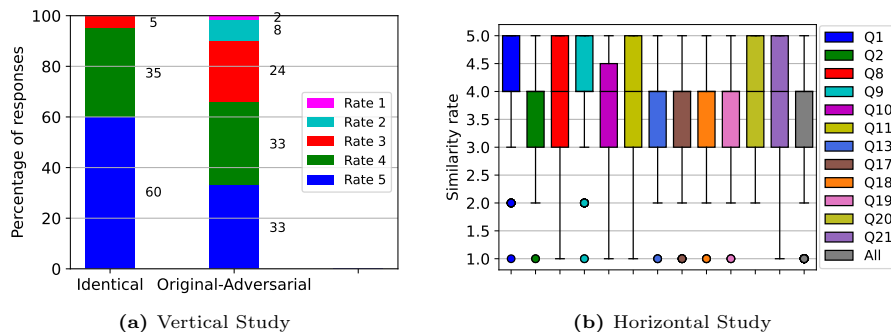 Percentage of responses
100
80
60
40
20
0
5
35
60
2
8
24
33
33
Rate 1
Rate 2
Rate 3
Rate 4
Rate 5
Identical
Original-Adversarial
(a) Vertical Study
Similarity rate
5.0
4.5
4.0
3.5
3.0
2.5
2.0
1.5
1.0
Q1
Q2
Q8
Q9
Q10
Q11
Q13
Q17
Q18
Q19
Q20
Q21
All
(b) Horizontal Study